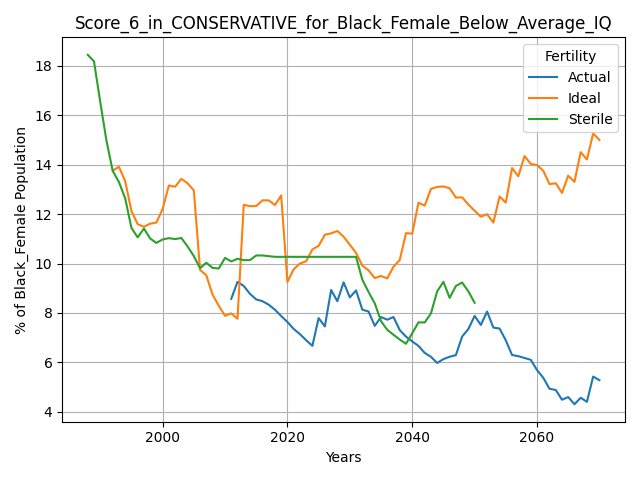 Score_6_in_CONSERVATIVE_for_Black_Female_Below_Average_IQ
Fertility
Actual
Ideal
Sterile
% of Black_Female Population
18
16
14
12
10
8
6
4
2000
2020
2040
2060
Years